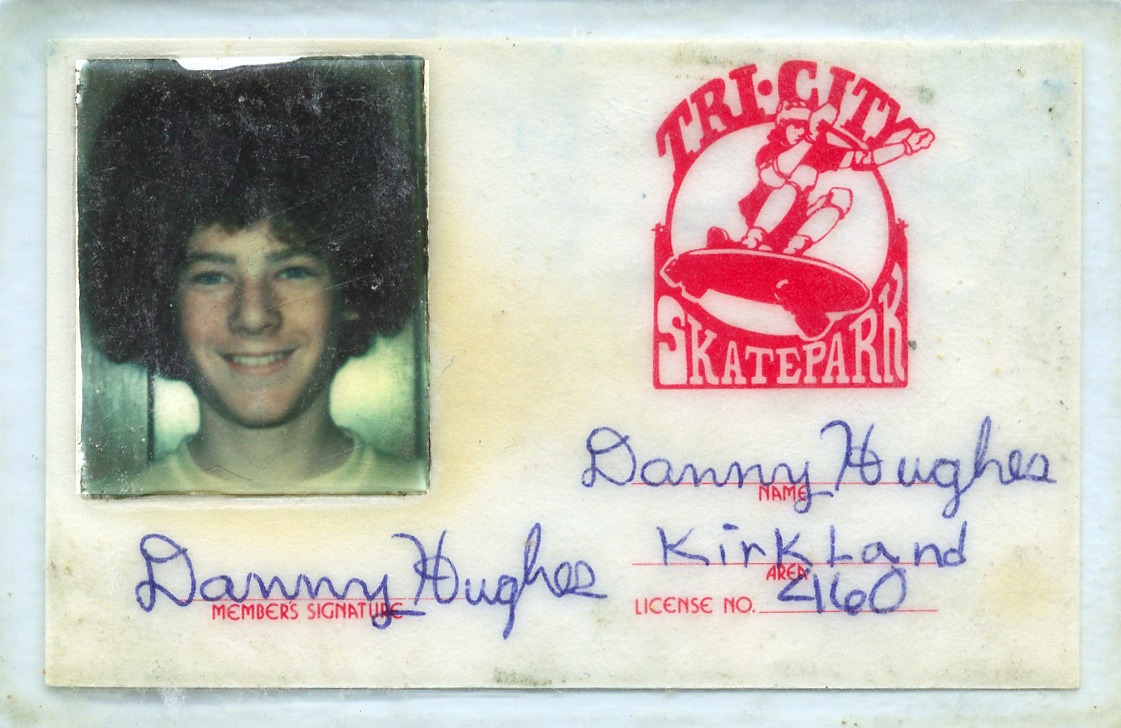 TRI•CITY
SKATEPARK
Danny Hughes
NAME
Kirkland
AREA
LICENSE NO. 460
Danny Hughes
MEMBER'S SIGNATURE